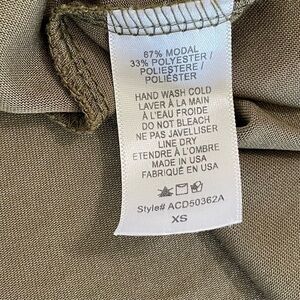 67% MODAL
33% POLYESTER /
POLIESTERE /
POLIÉSTER
HAND WASH COLD
LAVER À LA MAIN
À L'EAU FROIDE
DO NOT BLEACH
NE PAS JAVELLISER
LINE DRY
ETENDRE À L'OMBRE
MADE IN USA
FABRIQUÉ EN USA
Style# ACD50362A
XS